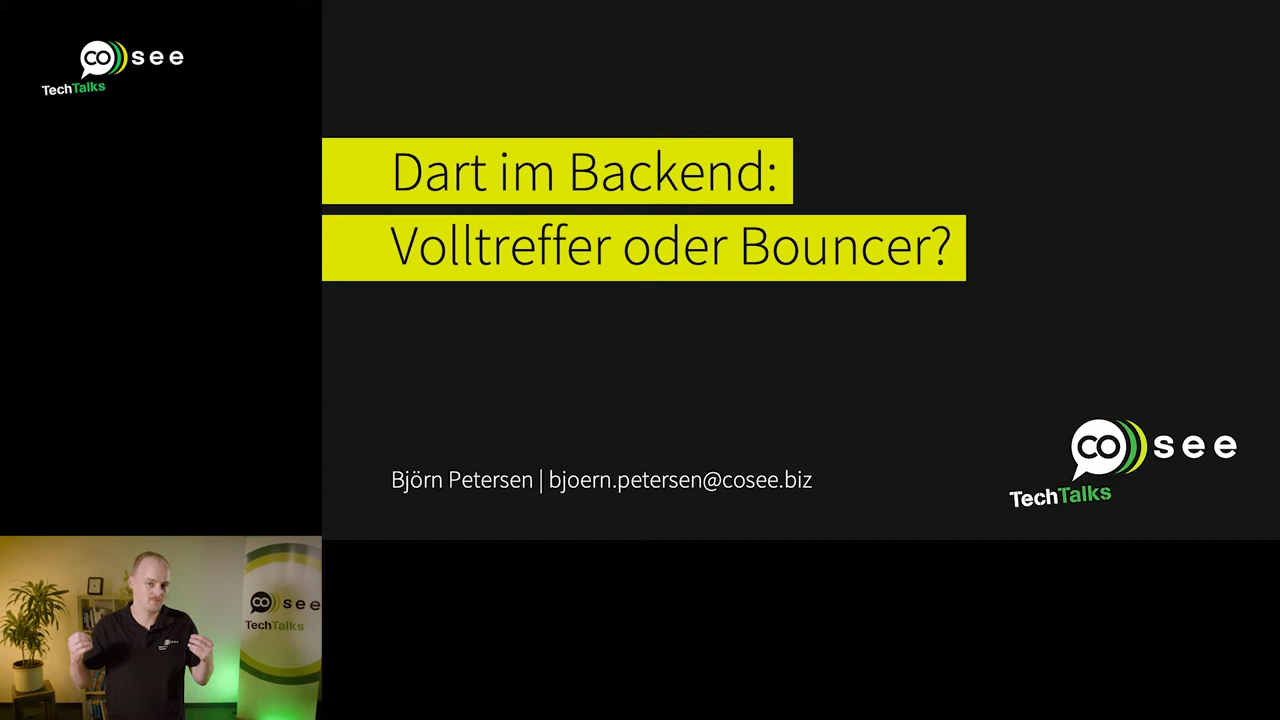 co see
TechTalks
Dart im Backend:
Volltreffer oder Bouncer?
Björn Petersen | bjoern.petersen@cosee.biz
co see
TechTalks
co see
TechTalks